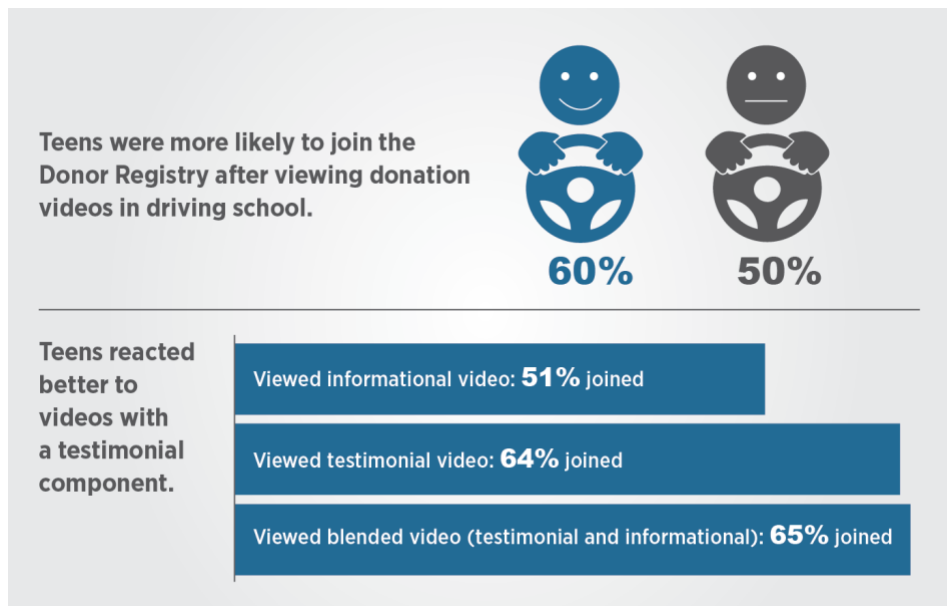 Teens were more likely to join the
Donor Registry after viewing donation
videos in driving school.
60%
50%
Teens reacted
better to
videos with
a testimonial
component.
Viewed informational video: 51% joined
Viewed testimonial video: 64% joined
Viewed blended video (testimonial and informational): 65% joined